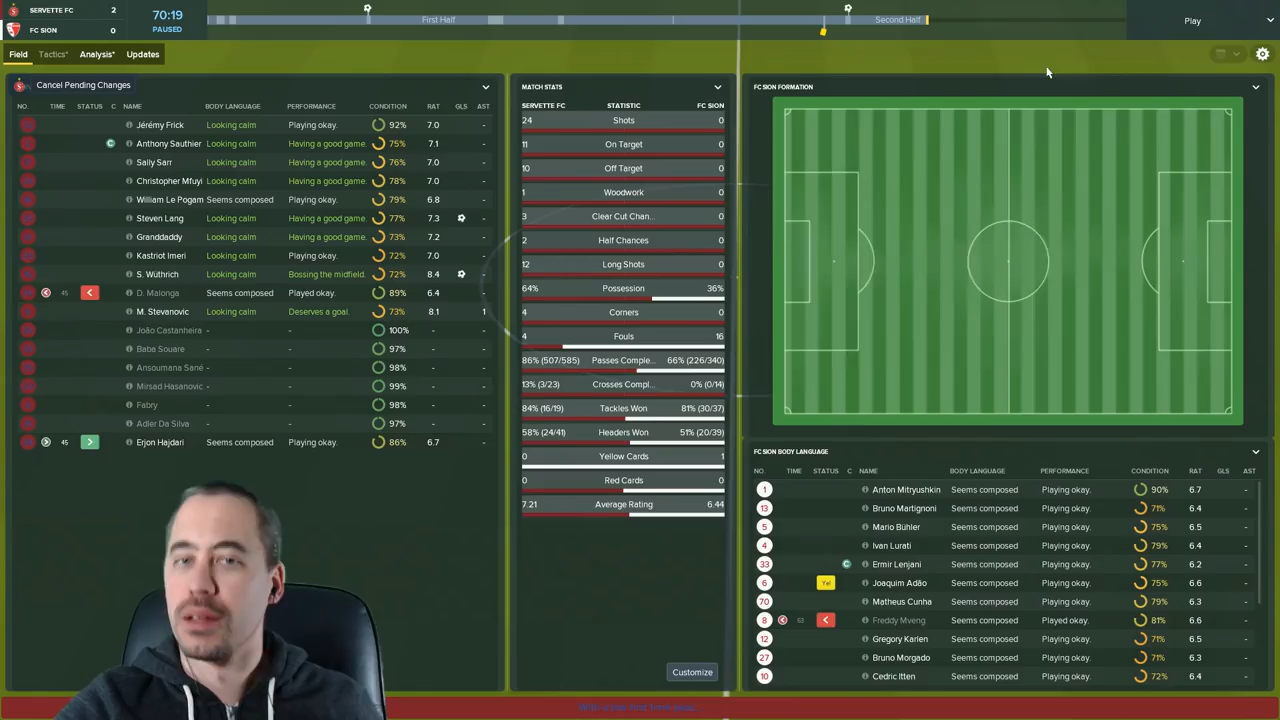 SERVETTE FC 2 70:19 First Half Second Half Play
FC SION 0 PAUSED
Field Tactics* Analysis* Updates
Cancel Pending Changes
NO. TIME STATUS C NAME BODY LANGUAGE PERFORMANCE CONDITION RAT GLS AST
Jérémy Frick Looking calm Playing okay. 92% 7.0 -
C Anthony Sauthier Looking calm Having a good game. 75% 7.1 -
Sally Sarr Looking calm Having a good game. 76% 7.0 -
Christopher Mfuyi Looking calm Having a good game. 78% 7.0 -
William Le Pogam Seems composed Playing okay. 79% 6.8 -
Steven Lang Looking calm Having a good game. 77% 7.3 -
Granddaddy Looking calm Having a good game. 73% 7.2 -
Kastriot Imeri Looking calm Playing okay. 72% 7.0 -
S. Wüthrich Looking calm Bossing the midfield. 72% 8.4 -
45 D. Malonga Seems composed Played okay. 89% 6.4 -
M. Stevanovic Looking calm Deserves a goal. 73% 8.1 1
João Castanheira - - 100% - -
Baba Souare - - 97% - -
Ansoumana Sané - - 98% - -
Mirsad Hasanovic - - 99% - -
Fabry - - 98% - -
Adler Da Silva - - 97% - -
45 Erjon Hajdari Seems composed Playing okay. 86% 6.7 -
MATCH STATS
SERVETTE FC STATISTIC FC SION
24 Shots 0
11 On Target 0
10 Off Target 0
1 Woodwork 0
3 Clear Cut Chan... 0
2 Half Chances 0
12 Long Shots 0
64% Possession 36%
4 Corners 0
4 Fouls 16
86% (507/585) Passes Comple... 66% (226/340)
13% (3/23) Crosses Compl... 0% (0/14)
84% (16/19) Tackles Won 81% (30/37)
58% (24/41) Headers Won 51% (20/39)
0 Yellow Cards 1
0 Red Cards 0
7.21 Average Rating 6.44
Customize
FC SION FORMATION
FC SION BODY LANGUAGE
NO. TIME STATUS C NAME BODY LANGUAGE PERFORMANCE CONDITION RAT GLS AST
1 Anton Mitryushkin Seems composed Playing okay. 90% 6.7 -
13 Bruno Martignoni Seems composed Playing okay. 71% 6.4 -
5 Mario Bühler Seems composed Playing okay. 75% 6.5 -
4 Ivan Lurati Seems composed Playing okay. 79% 6.4 -
33 C Ermir Lenjani Seems composed Playing okay. 77% 6.2 -
6 Yel Joaquim Adão Seems composed Playing okay. 75% 6.6 -
70 Matheus Cunha Seems composed Playing okay. 79% 6.3 -
8 63 Freddy Mveng Seems composed Played okay. 81% 6.6 -
12 Gregory Karlen Seems composed Playing okay. 71% 6.5 -
27 Bruno Morgado Seems composed Playing okay. 71% 6.3 -
10 Cedric Itten Seems composed Playing okay. 72% 6.4 -